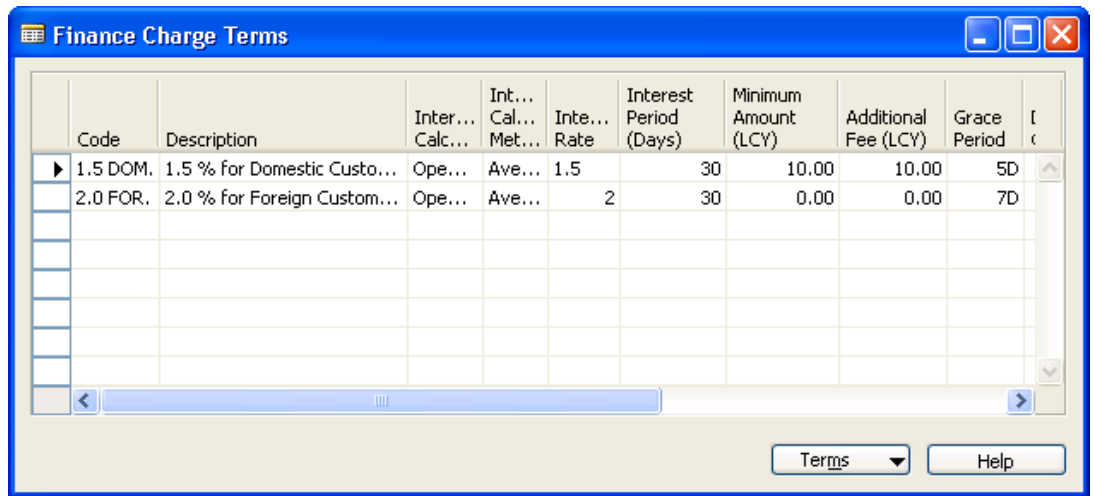 Finance Charge Terms
Code Description Inter... Calc... Int... Cal... Met... Inte... Rate Interest Period (Days) Minimum Amount (LCY) Additional Fee (LCY) Grace Period
1.5 DOM. 1.5 % for Domestic Custo... Ope... Ave... 1.5 30 10.00 10.00 5D
2.0 FOR. 2.0 % for Foreign Custom... Ope... Ave... 2 30 0.00 0.00 7D
Terms Help